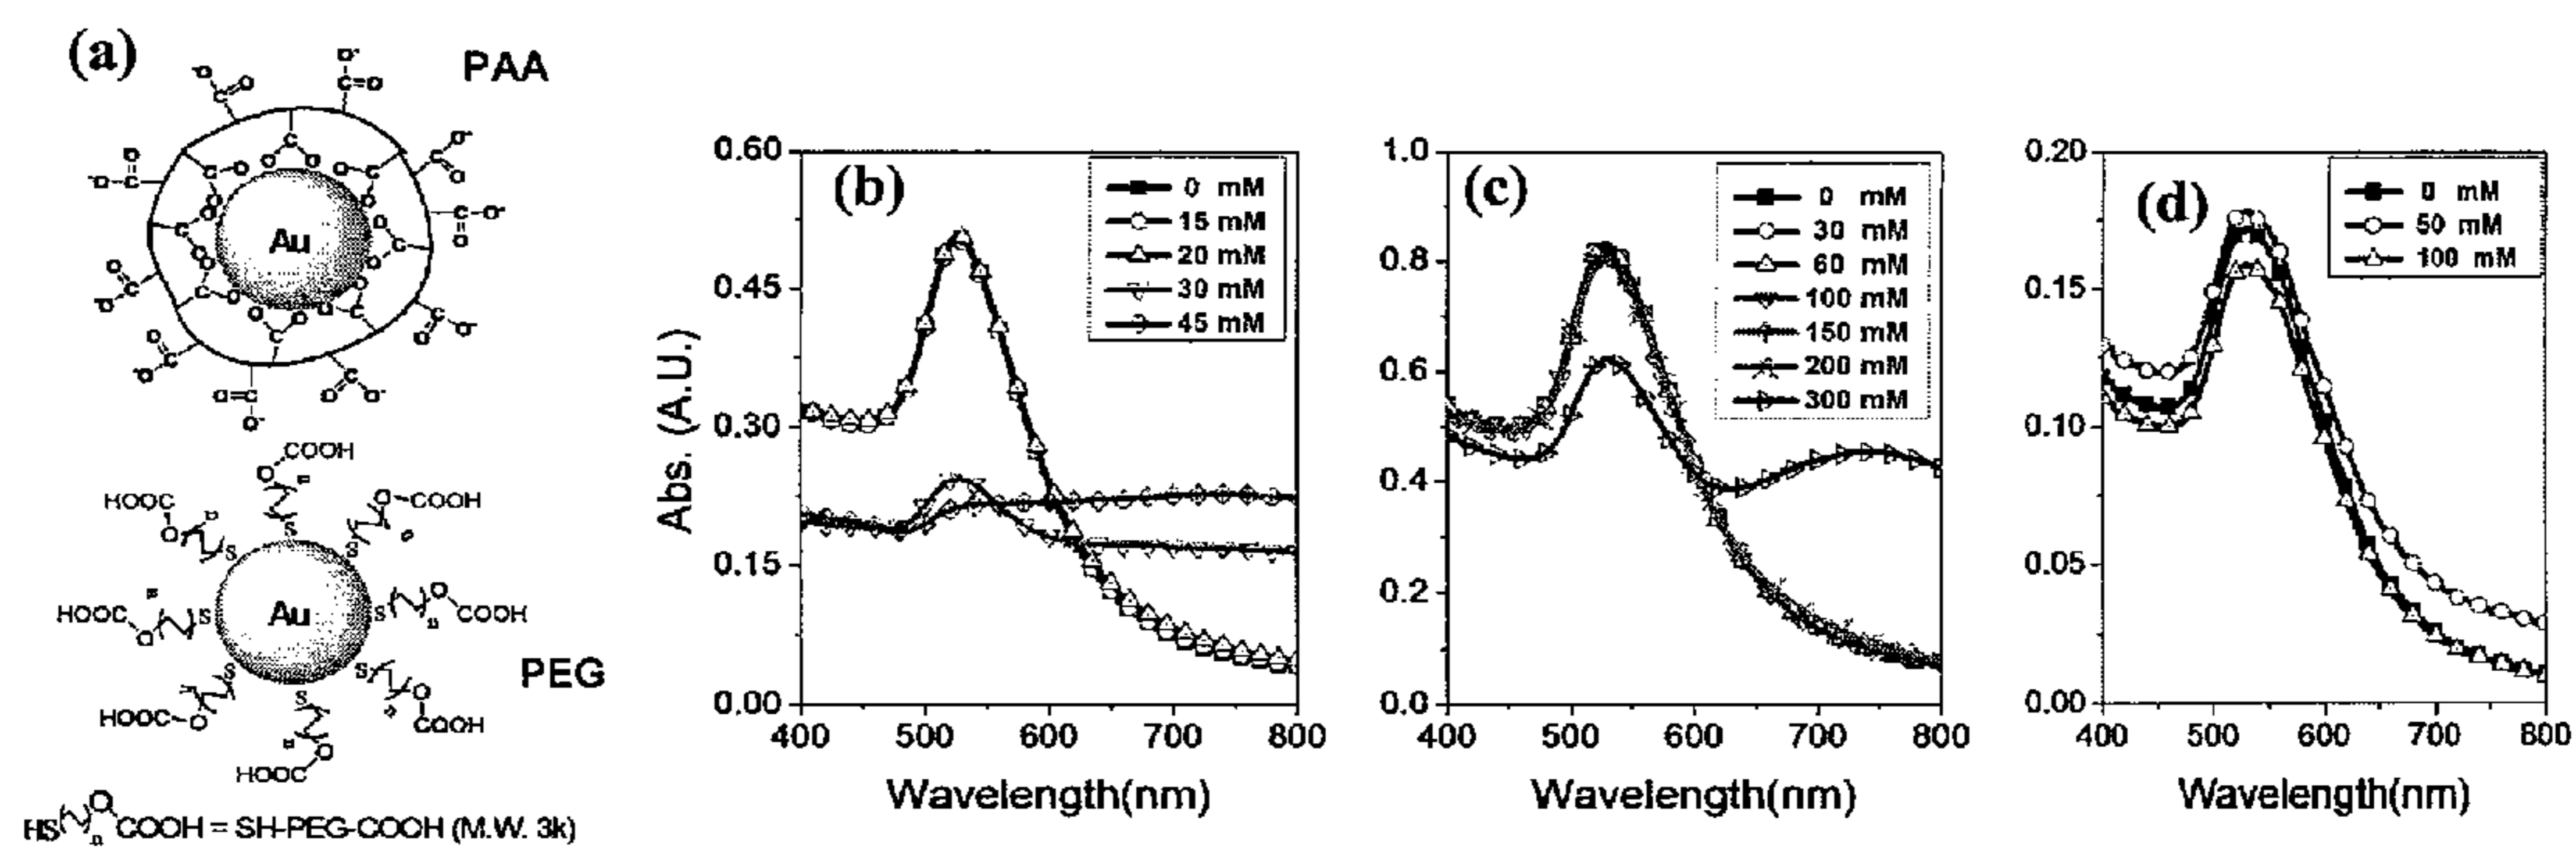 (a)
PAA
Au
COOH
HOOC
COOH
HOOC
HOOC
Au
COOH
PEG
HOOC
COOH
HOOC
HS n COOH = SH-PEG-COOH (M.W. 3k)
(b)
0 mM
15 mM
20 mM
30 mM
45 mM
0.60
0.45
0.30
0.15
0.00
Abs. (A.U.)
400 500 600 700 800
Wavelength(nm)
(c)
0 mM
30 mM
60 mM
100 mM
150 mM
200 mM
300 mM
1.0
0.8
0.6
0.4
0.2
0.0
400 500 600 700 800
Wavelength(nm)
(d)
0 mM
50 mM
100 mM
0.20
0.15
0.10
0.05
0.00
400 500 600 700 800
Wavelength(nm)